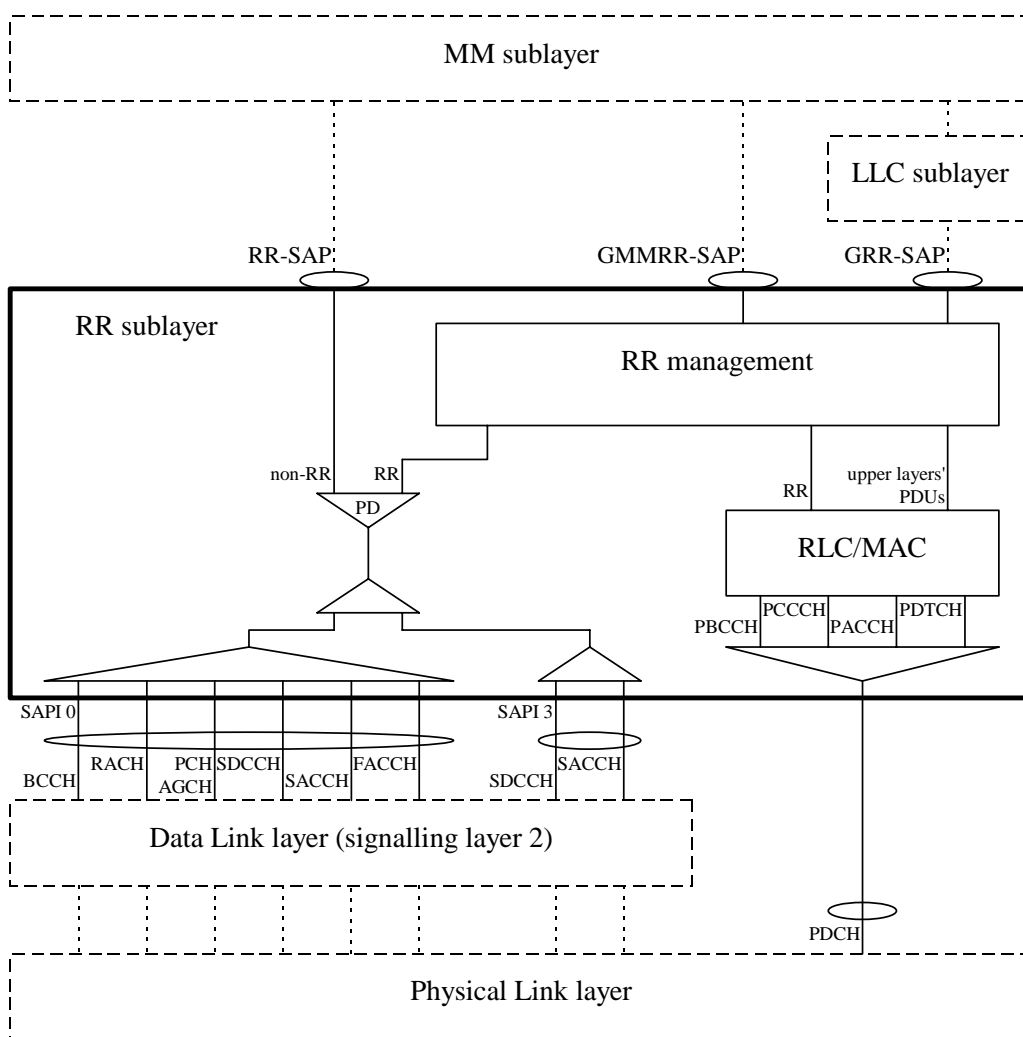 MM sublayer
LLC sublayer
RR-SAP
GMMRR-SAP
GRR-SAP
RR sublayer
RR management
non-RR
RR
PD
RR
upper layers'
PDUs
RLC/MAC
PBCCH
PCCCH
PACCH
PDTCH
SAPI 0
SAPI 3
BCCH
RACH
PCH
AGCH
SDCCH
SACCH
FACCH
SDCCH
SACCH
Data Link layer (signalling layer 2)
PDCH
Physical Link layer